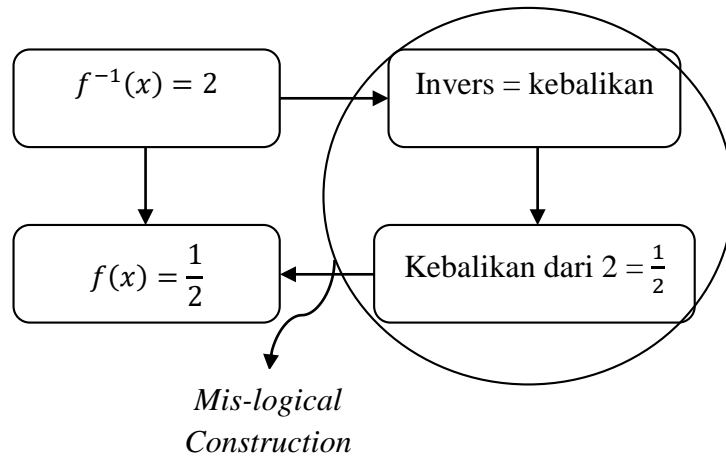 f⁻¹(x) = 2
Invers = kebalikan
f(x) = 1/2
Kebalikan dari 2 = 1/2
Mis-logical
Construction